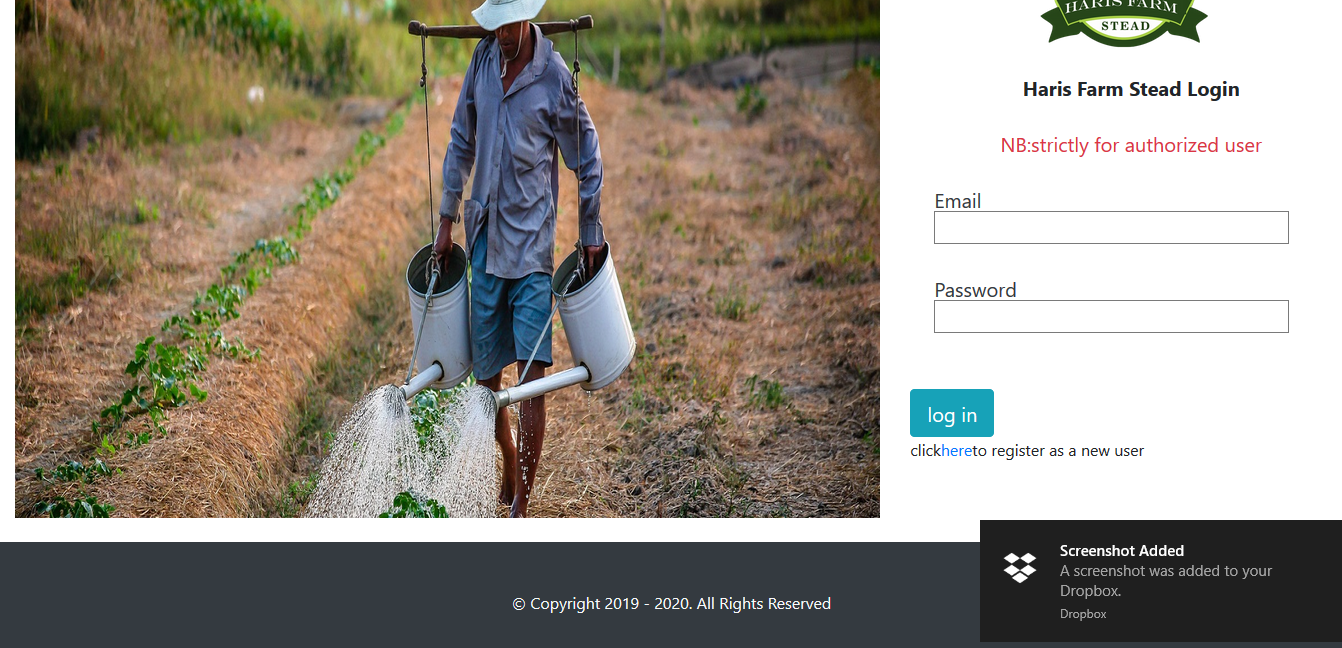 HARIS FARM
STEAD
Haris Farm Stead Login
NB:strictly for authorized user
Email
Password
log in
clickhereto register as a new user
© Copyright 2019 - 2020. All Rights Reserved
Screenshot Added
A screenshot was added to your
Dropbox.
Dropbox